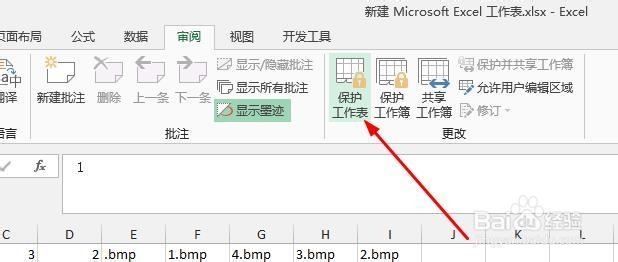 新建 Microsoft Excel 工作表.xlsx - Excel
页面布局 公式 数据 审阅 视图 开发工具
翻译 新建批注 删除 上一条 下一条 显示/隐藏批注 保护 工作表 保护 工作簿 共享 工作簿 保护并共享工作簿
显示所有批注 允许用户编辑区域
显示墨迹 修订
语言 批注 更改
1
C D E F G H I J K L
3 2 .bmp 1.bmp 4.bmp 3.bmp 2.bmp
Baidu 经验
jingyan.baidu.com